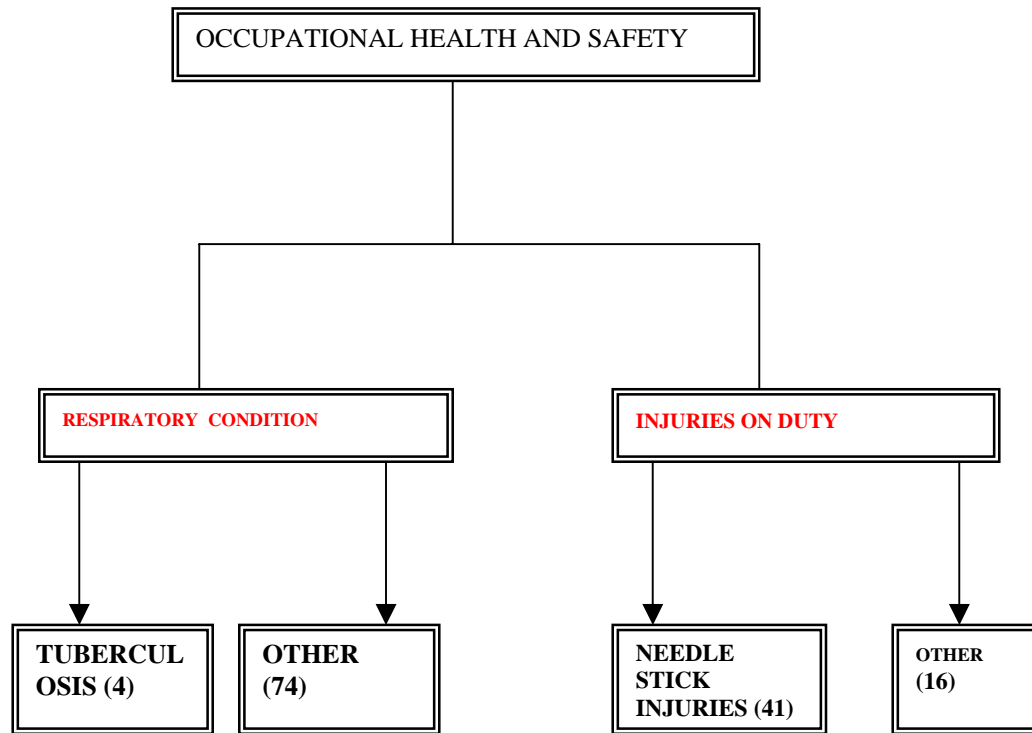 OCCUPATIONAL HEALTH AND SAFETY
RESPIRATORY CONDITION
INJURIES ON DUTY
TUBERCUL
OSIS (4)
OTHER
(74)
NEEDLE
STICK
INJURIES (41)
OTHER
(16)